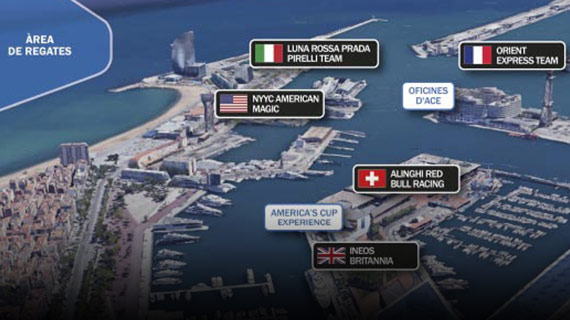 ÀREA
DE REGATES
LUNA ROSSA PRADA
PIRELLI TEAM
ORIENT
EXPRESS TEAM
NYYC AMERICAN
MAGIC
OFICINES
D'ACE
ALINGHI RED
BULL RACING
AMERICA'S CUP
EXPERIENCE
INEOS
BRITANNIA